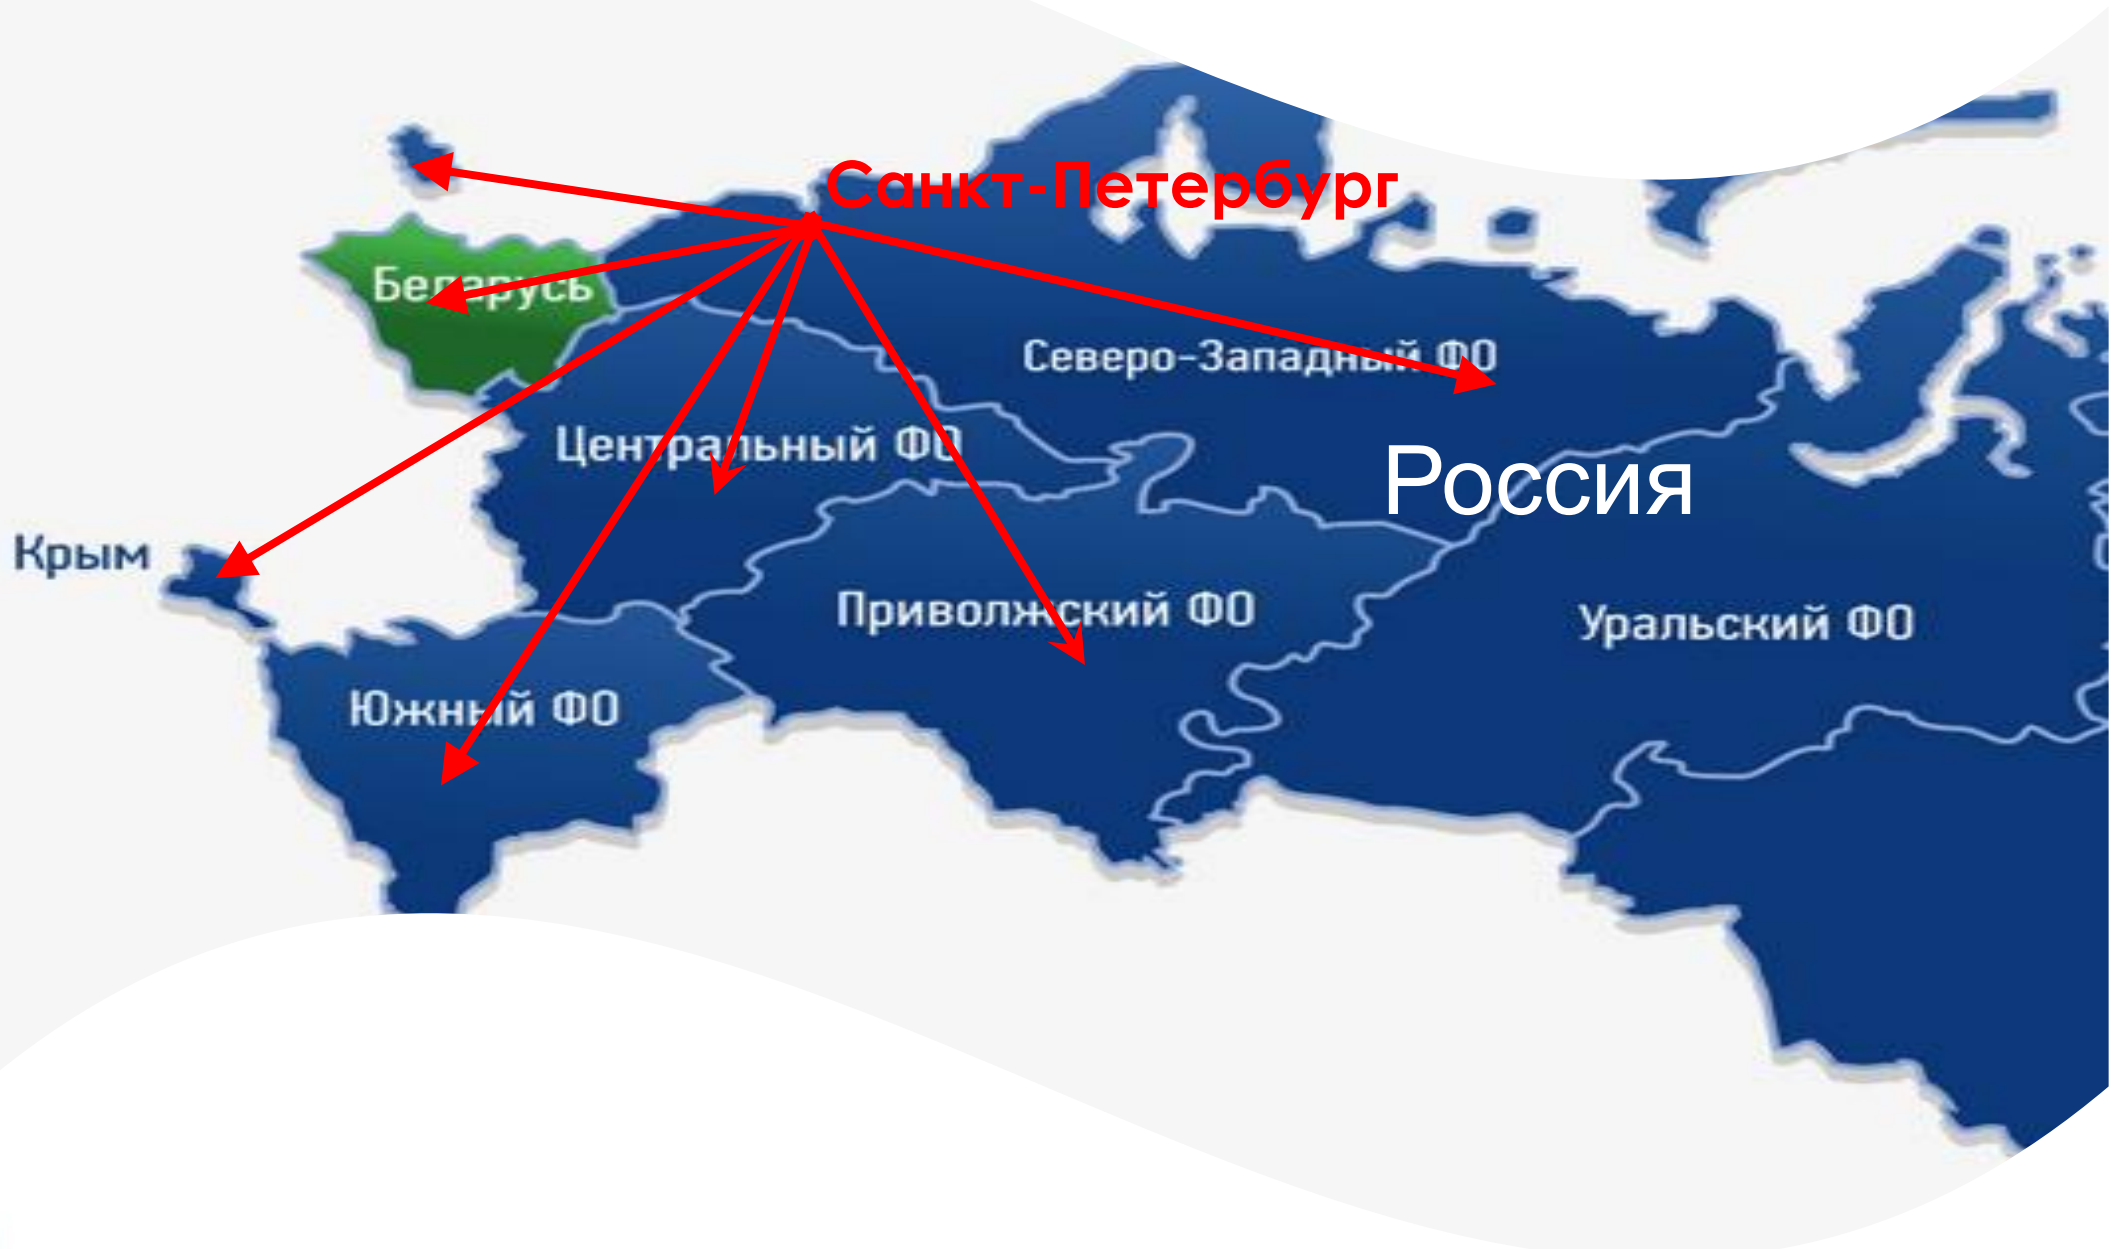 Санкт-Петербург
Беларусь
Северо-Западный ФО
Центральный ФО
Россия
Крым
Приволжский ФО
Уральский ФО
Южный ФО